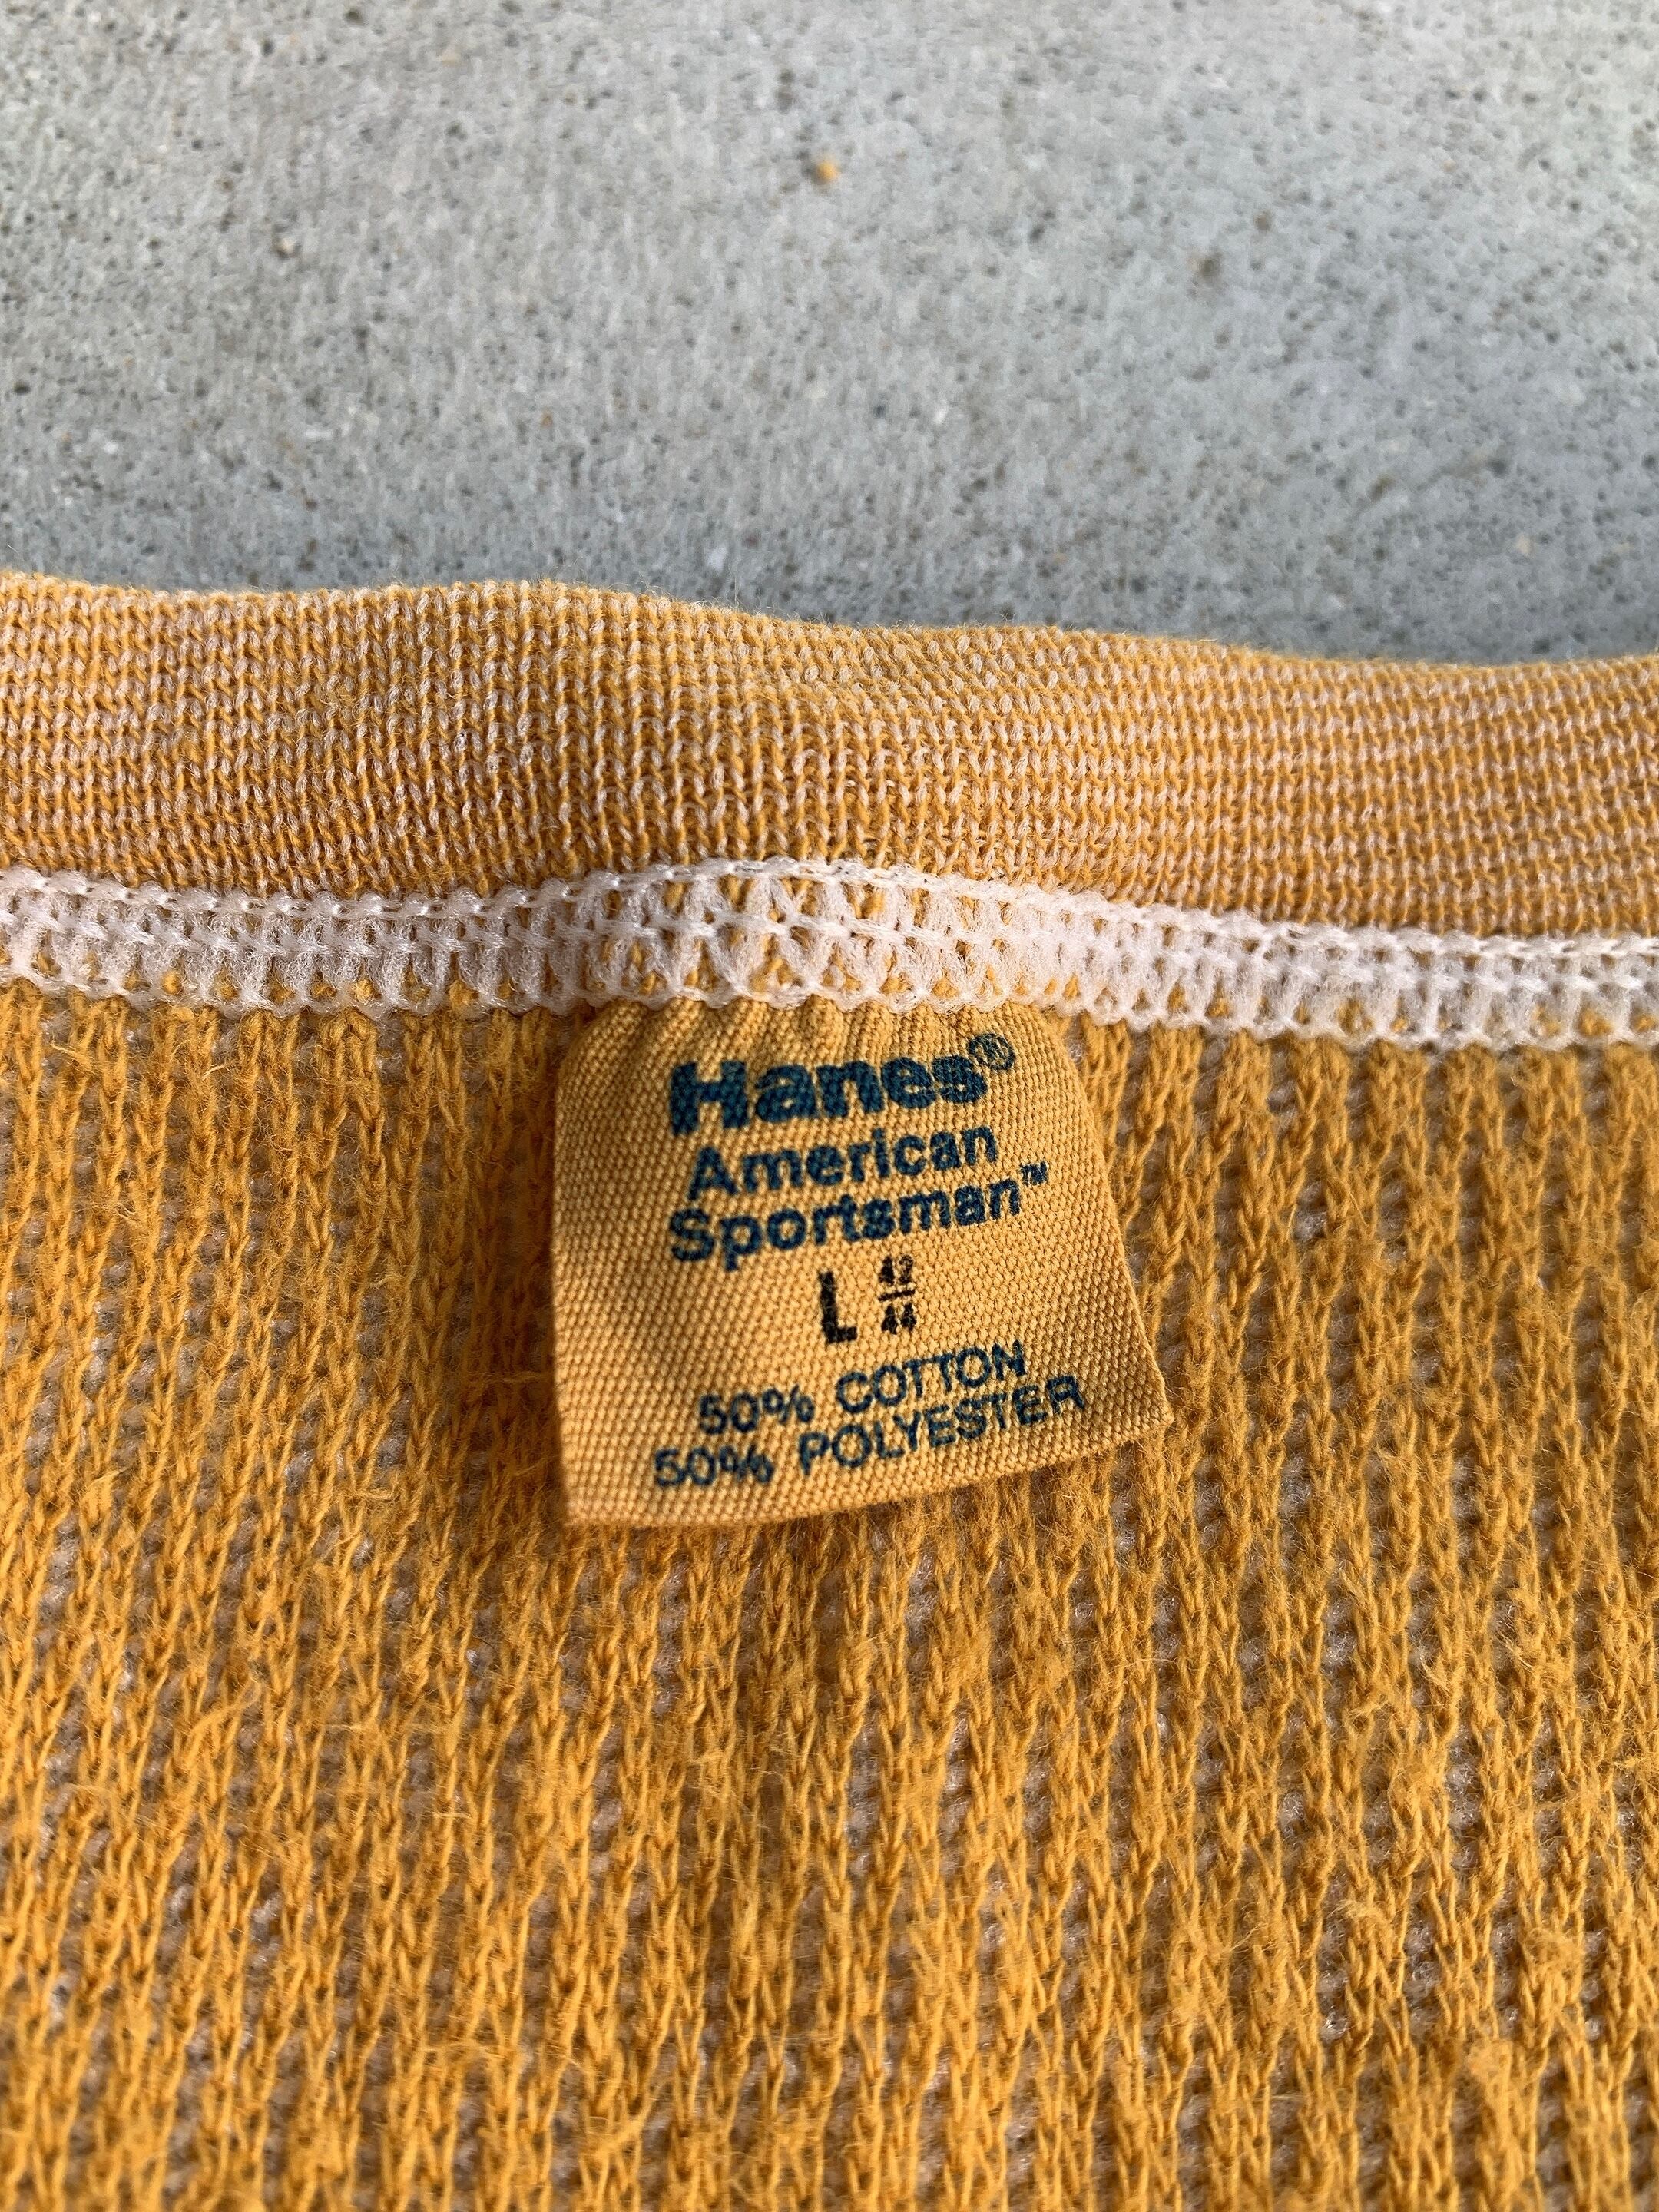 Hanes®
American
Sportsman™
L 42
44
50% COTTON
50% POLYESTER